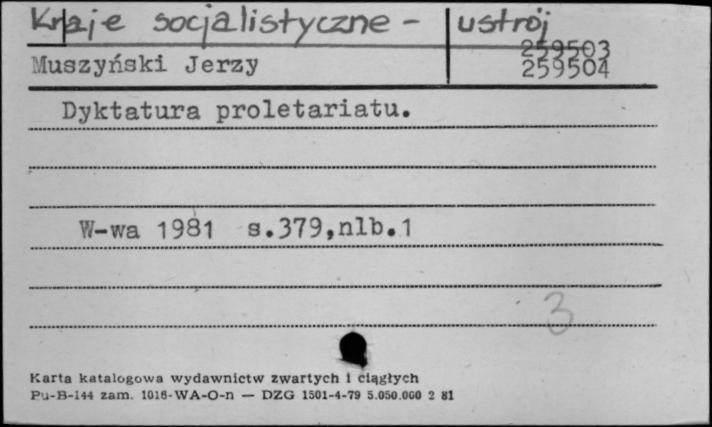 Kraje socjalistyczne - ustrój
259503
Muszyński Jerzy 259504
Dyktatura proletariatu.
W-wa 1981 s.379,nlb.1
3
Karta katalogowa wydawnictw zwartych i ciągłych
Pu-B-144 zam. 1016-WA-O-n — DZG 1501-4-79 5.050.000 2 81